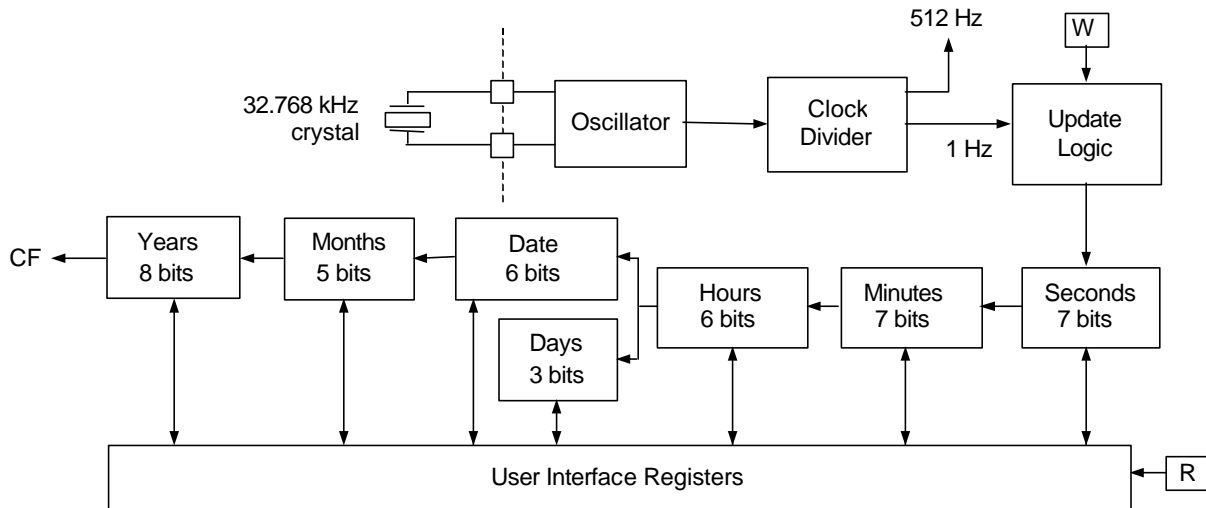 512 Hz
W
32.768 kHz
crystal
Oscillator
Clock
Divider
1 Hz
Update
Logic
CF
Years
8 bits
Months
5 bits
Date
6 bits
Days
3 bits
Hours
6 bits
Minutes
7 bits
Seconds
7 bits
User Interface Registers
R